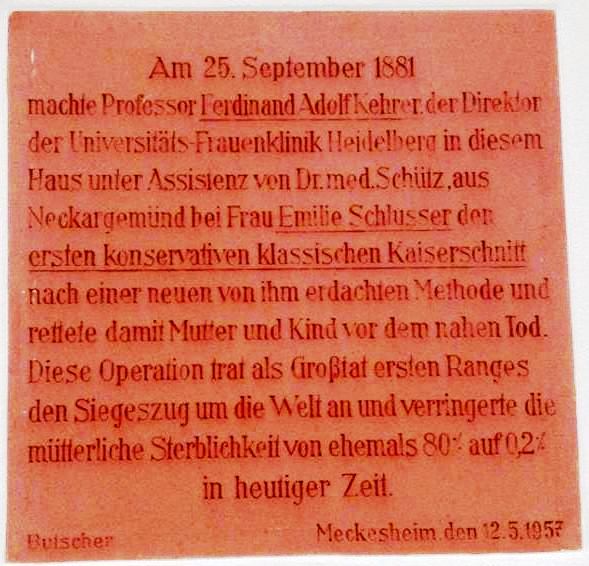 Am 25. September 1881
machte Professor Ferdinand Adolf Kehrer, der Direktor
der Universitäts-Frauenklinik Heidelberg in diesem
Haus unter Assistenz von Dr.med.Schütz, aus
Neckargemünd bei Frau Emilie Schlusser den
ersten konservativen klassischen Kaiserschnitt
nach einer neuen von ihm erdachten Methode und
rettete damit Mutter und Kind vor dem nahen Tod.
Diese Operation trat als Großtat ersten Ranges
den Siegeszug um die Welt an und verringerte die
mütterliche Sterblichkeit von ehemals 80% auf 0,2%
in heutiger Zeit.
Butscher Meckesheim, den 12.5.1957